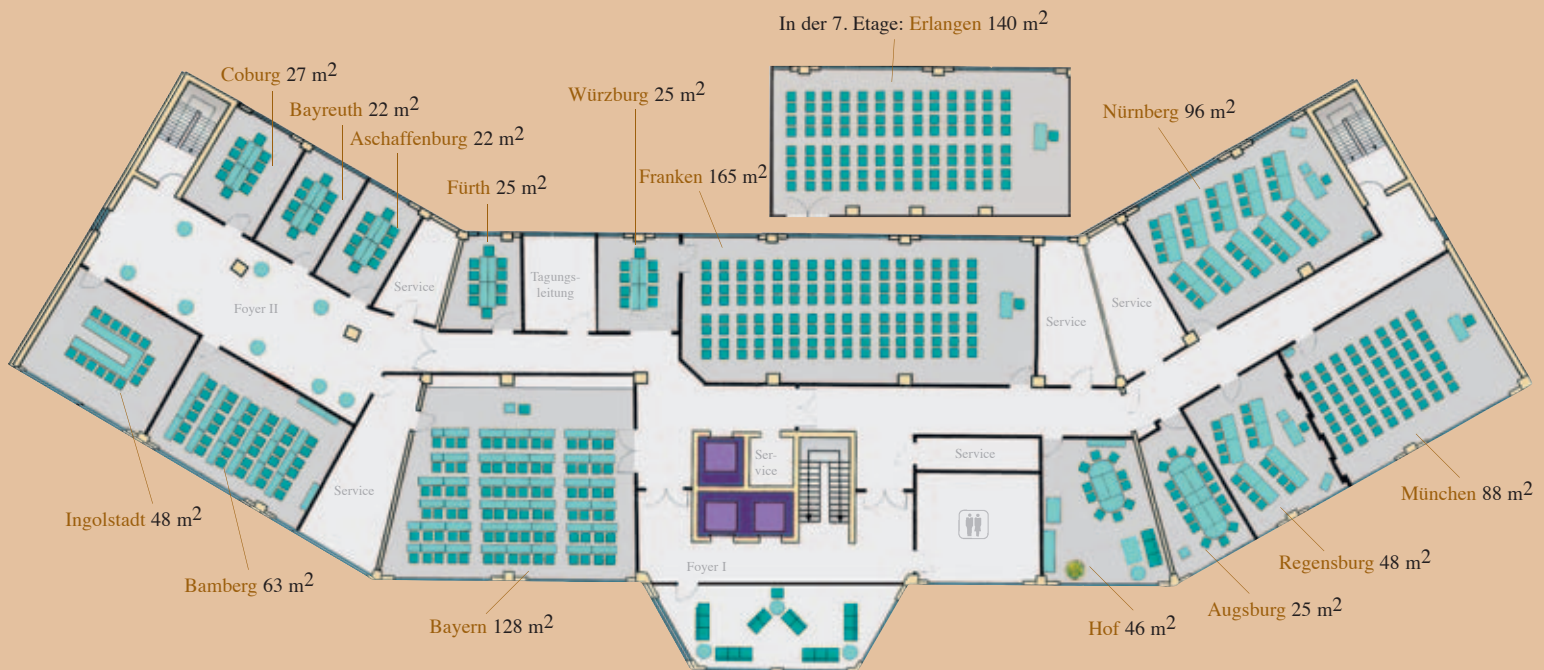 In der 7. Etage: Erlangen 140 m²
Coburg 27 m²
Bayreuth 22 m²
Aschaffenburg 22 m²
Fürth 25 m²
Würzburg 25 m²
Franken 165 m²
Nürnberg 96 m²
Service
Tagungs-
leitung
Service
Service
Foyer II
Service
Ser-
vice
Service
Foyer I
Ingolstadt 48 m²
Bamberg 63 m²
Bayern 128 m²
München 88 m²
Regensburg 48 m²
Augsburg 25 m²
Hof 46 m²